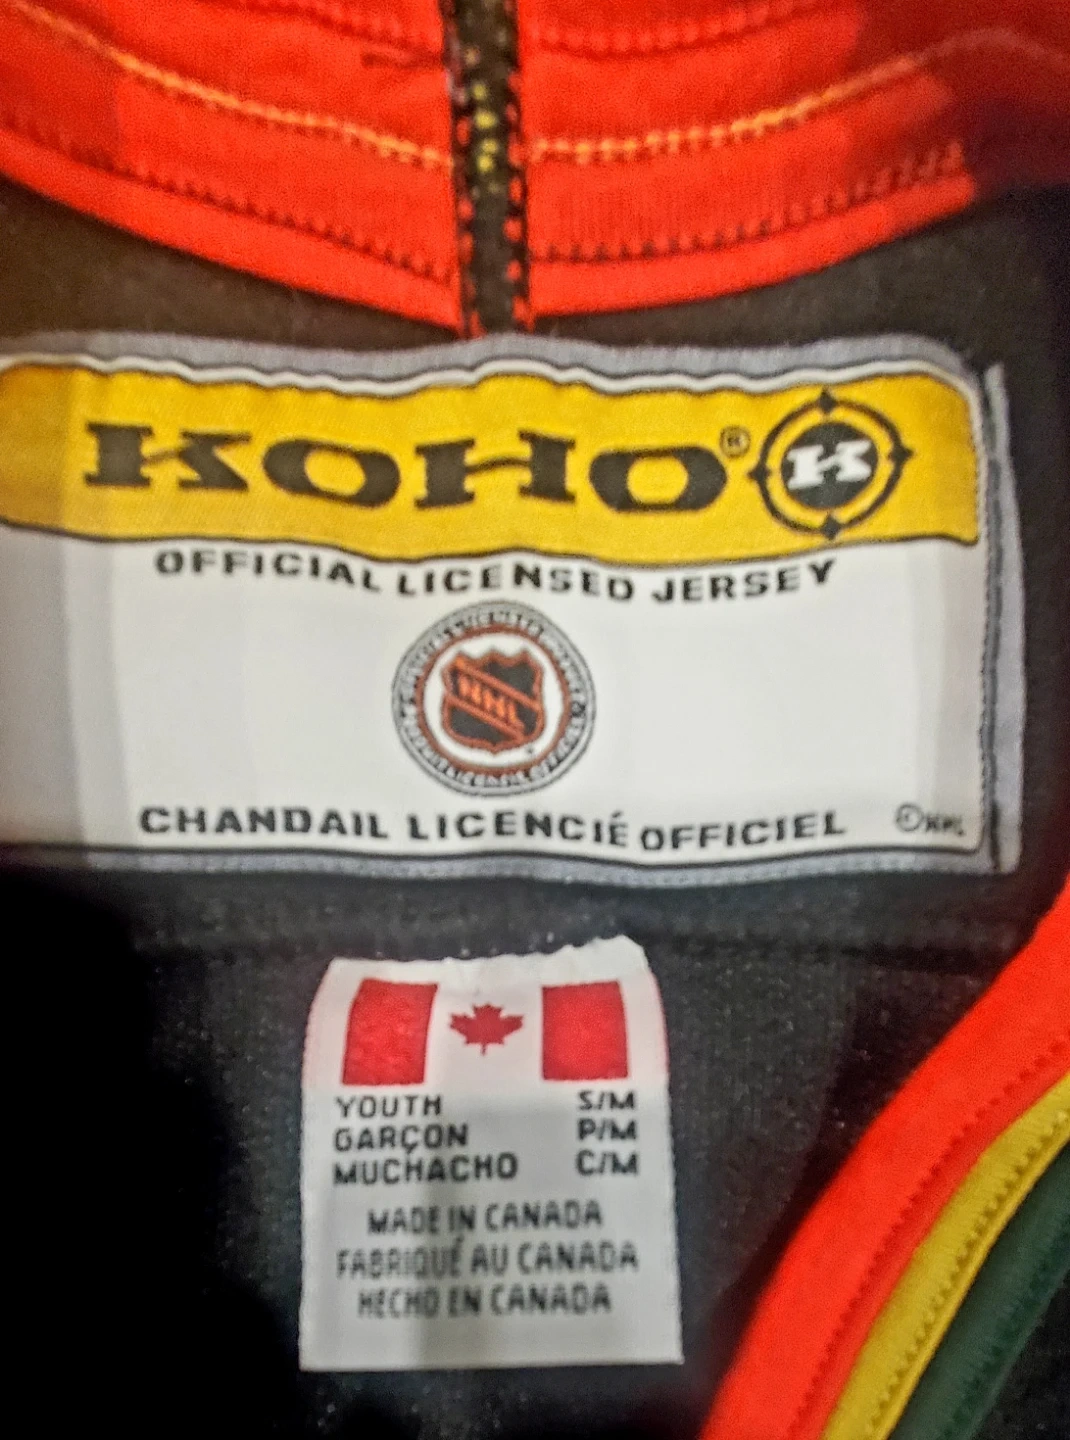 KOHO® K
OFFICIAL LICENSED JERSEY
NHL
CHANDAIL LICENCIÉ OFFICIEL ©NHL
YOUTH S/M
GARÇON P/M
MUCHACHO C/M
MADE IN CANADA
FABRIQUÉ AU CANADA
HECHO EN CANADA